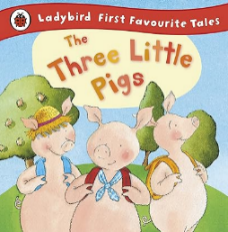 Ladybird First Favourite Tales
The
Three Little
Pigs